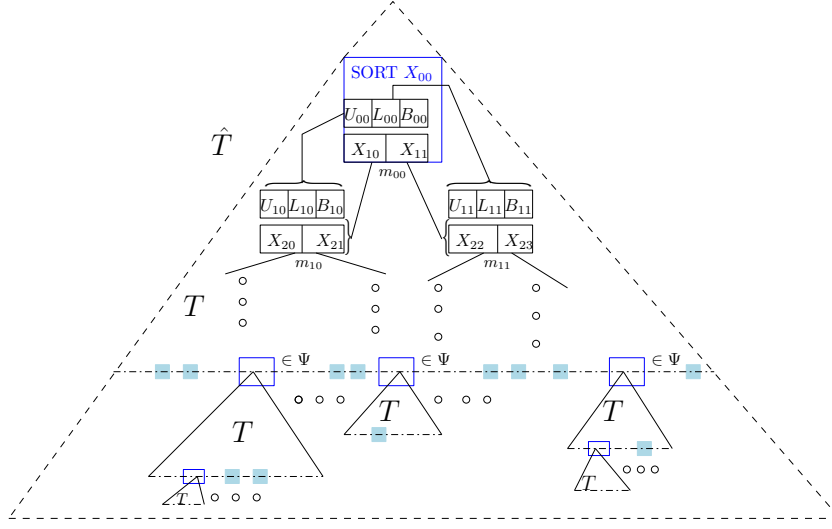 SORT X₀₀
U₀₀ L₀₀ B₀₀
T̂
X₁₀ X₁₁
m₀₀
U₁₀ L₁₀ B₁₀ U₁₁ L₁₁ B₁₁
X₂₀ X₂₁ X₂₂ X₂₃
m₁₀ m₁₁
T
∈ Ψ ∈ Ψ ∈ Ψ
T T
T
T
T